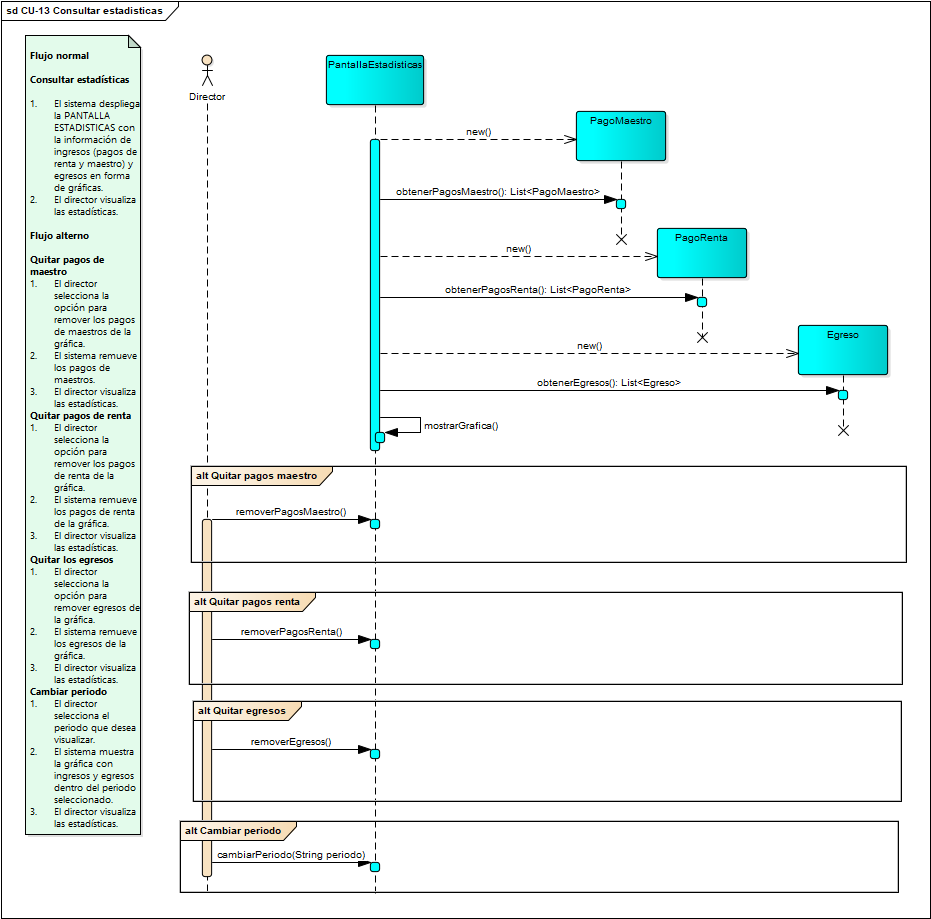 sd CU-13 Consultar estadisticas
Flujo normal
Consultar estadísticas
1. El sistema despliega
la PANTALLA
ESTADISTICAS con
la información de
ingresos (pagos de
renta y maestro) y
egresos en forma
de gráficas.
2. El director visualiza
las estadísticas.
Flujo alterno
Quitar pagos de
maestro
1. El director
selecciona la
opción para
remover los pagos
de maestros de la
gráfica.
2. El sistema remueve
los pagos de
maestros.
3. El director visualiza
las estadísticas.
Quitar pagos de renta
1. El director
selecciona la
opción para
remover los pagos
de renta de la
gráfica.
2. El sistema remueve
los pagos de renta
de la gráfica.
3. El director visualiza
las estadísticas.
Quitar los egresos
1. El director
selecciona la
opción para
remover egresos de
la gráfica.
2. El sistema remueve
los egresos de la
gráfica.
3. El director visualiza
las estadísticas.
Cambiar periodo
1. El director
selecciona el
periodo que desea
visualizar.
2. El sistema muestra
la gráfica con
ingresos y egresos
dentro del periodo
seleccionado.
3. El director visualiza
las estadísticas.
Director
PantallaEstadisticas
new()
PagoMaestro
obtenerPagosMaestro(): List<PagoMaestro>
new()
PagoRenta
obtenerPagosRenta(): List<PagoRenta>
new()
Egreso
obtenerEgresos(): List<Egreso>
mostrarGrafica()
alt Quitar pagos maestro
removerPagosMaestro()
alt Quitar pagos renta
removerPagosRenta()
alt Quitar egresos
removerEgresos()
alt Cambiar periodo
cambiarPeriodo(String periodo)